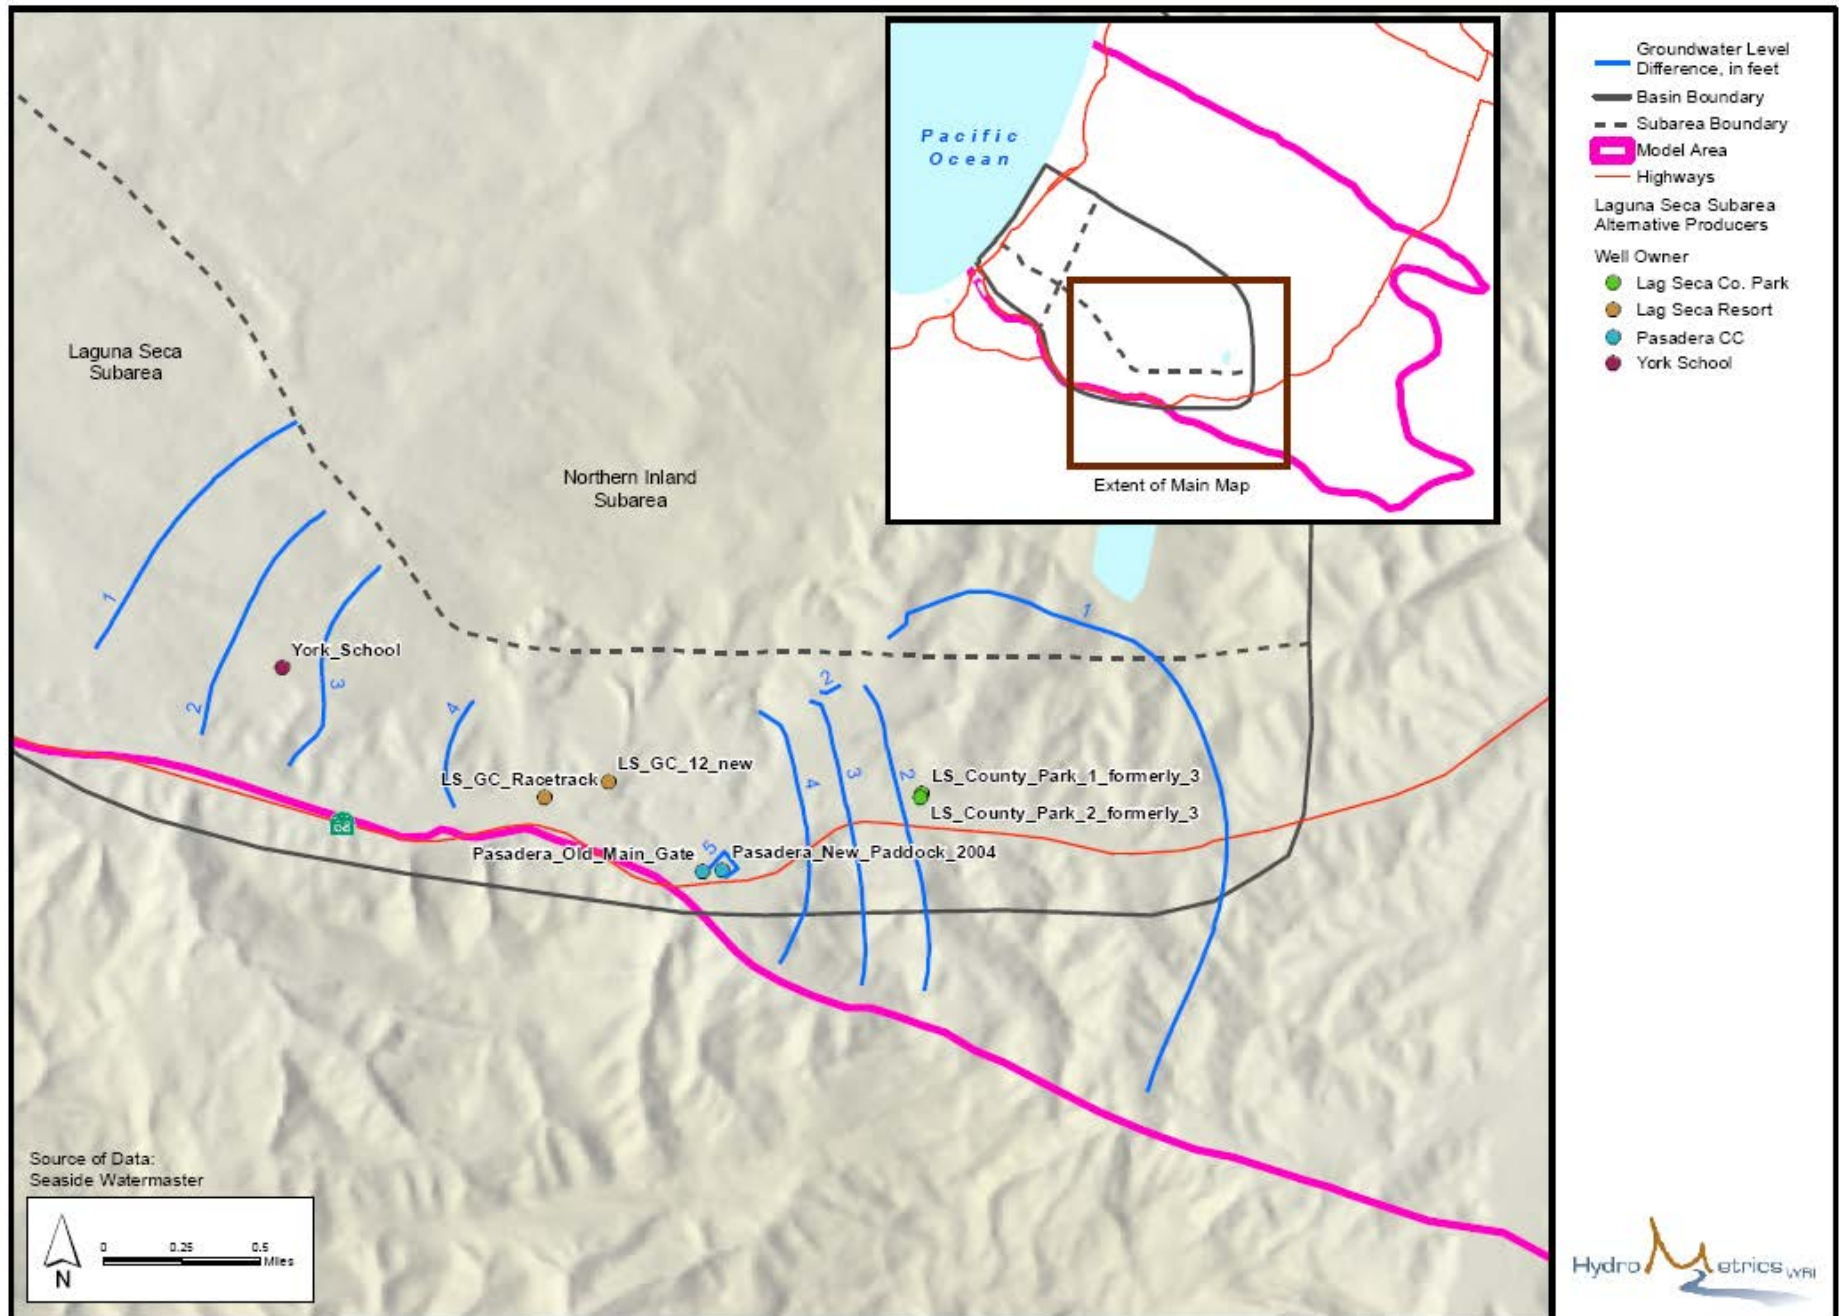 Pacific
Ocean
Extent of Main Map
Laguna Seca
Subarea
Northern Inland
Subarea
1
2
3
4
York_School
LS_GC_Racetrack
LS_GC_12_new
Pasadera_Old_Main_Gate
5
Pasadera_New_Paddock_2004
4
3
2
2
1
LS_County_Park_1_formerly_3
LS_County_Park_2_formerly_3
68
Source of Data:
Seaside Watermaster
N
0 0.25 0.5
Miles
Groundwater Level
Difference, in feet
Basin Boundary
Subarea Boundary
Model Area
Highways
Laguna Seca Subarea
Alternative Producers
Well Owner
Lag Seca Co. Park
Lag Seca Resort
Pasadera CC
York School
HydroMetrics WRI